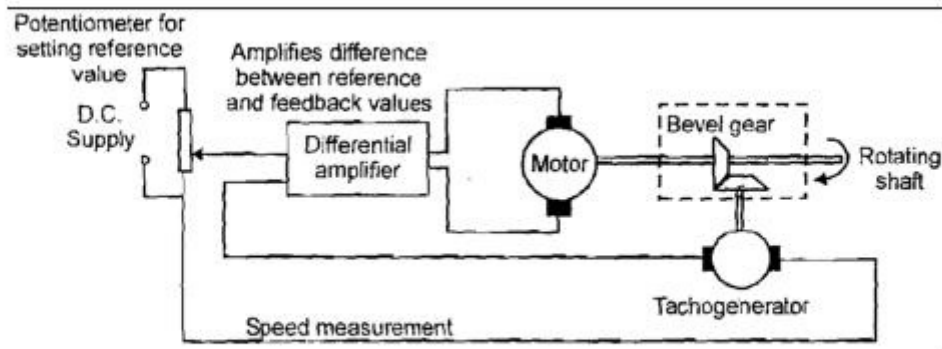 Potentiometer for
setting reference
value
D.C.
Supply
Amplifies difference
between reference
and feedback values
Differential
amplifier
Motor
Bevel gear
Rotating
shaft
Tachogenerator
Speed measurement